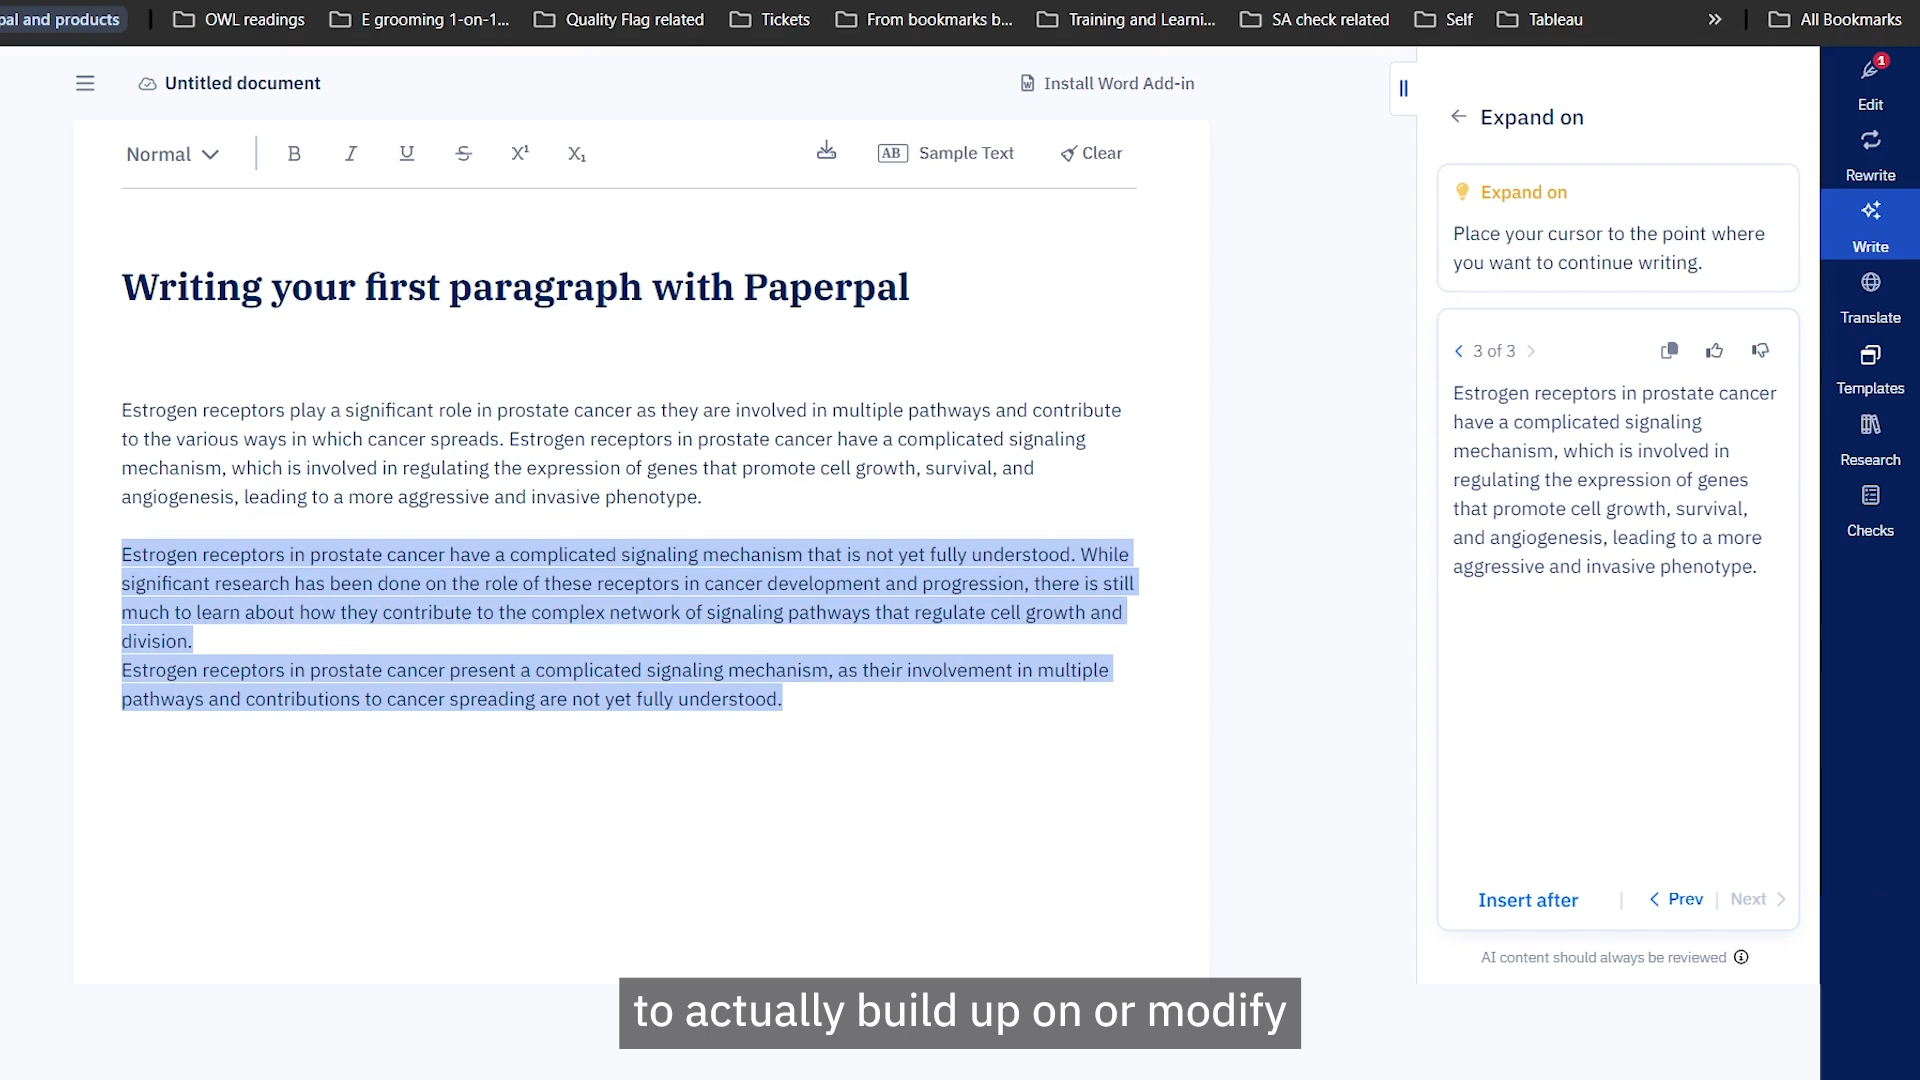 pal and products
OWL readings
E grooming 1-on-1...
Quality Flag related
Tickets
From bookmarks b...
Training and Learni...
SA check related
Self
Tableau
All Bookmarks
Untitled document
Install Word Add-in
Normal
B I U S X¹ X₁
AB Sample Text
Clear
Writing your first paragraph with Paperpal
Estrogen receptors play a significant role in prostate cancer as they are involved in multiple pathways and contribute
to the various ways in which cancer spreads. Estrogen receptors in prostate cancer have a complicated signaling
mechanism, which is involved in regulating the expression of genes that promote cell growth, survival, and
angiogenesis, leading to a more aggressive and invasive phenotype.
Estrogen receptors in prostate cancer have a complicated signaling mechanism that is not yet fully understood. While
significant research has been done on the role of these receptors in cancer development and progression, there is still
much to learn about how they contribute to the complex network of signaling pathways that regulate cell growth and
division.
Estrogen receptors in prostate cancer present a complicated signaling mechanism, as their involvement in multiple
pathways and contributions to cancer spreading are not yet fully understood.
Expand on
Expand on
Place your cursor to the point where
you want to continue writing.
3 of 3
Estrogen receptors in prostate cancer
have a complicated signaling
mechanism, which is involved in
regulating the expression of genes
that promote cell growth, survival,
and angiogenesis, leading to a more
aggressive and invasive phenotype.
Insert after
Prev
Next
AI content should always be reviewed
1
Edit
Rewrite
Write
Translate
Templates
Research
Checks
to actually build up on or modify